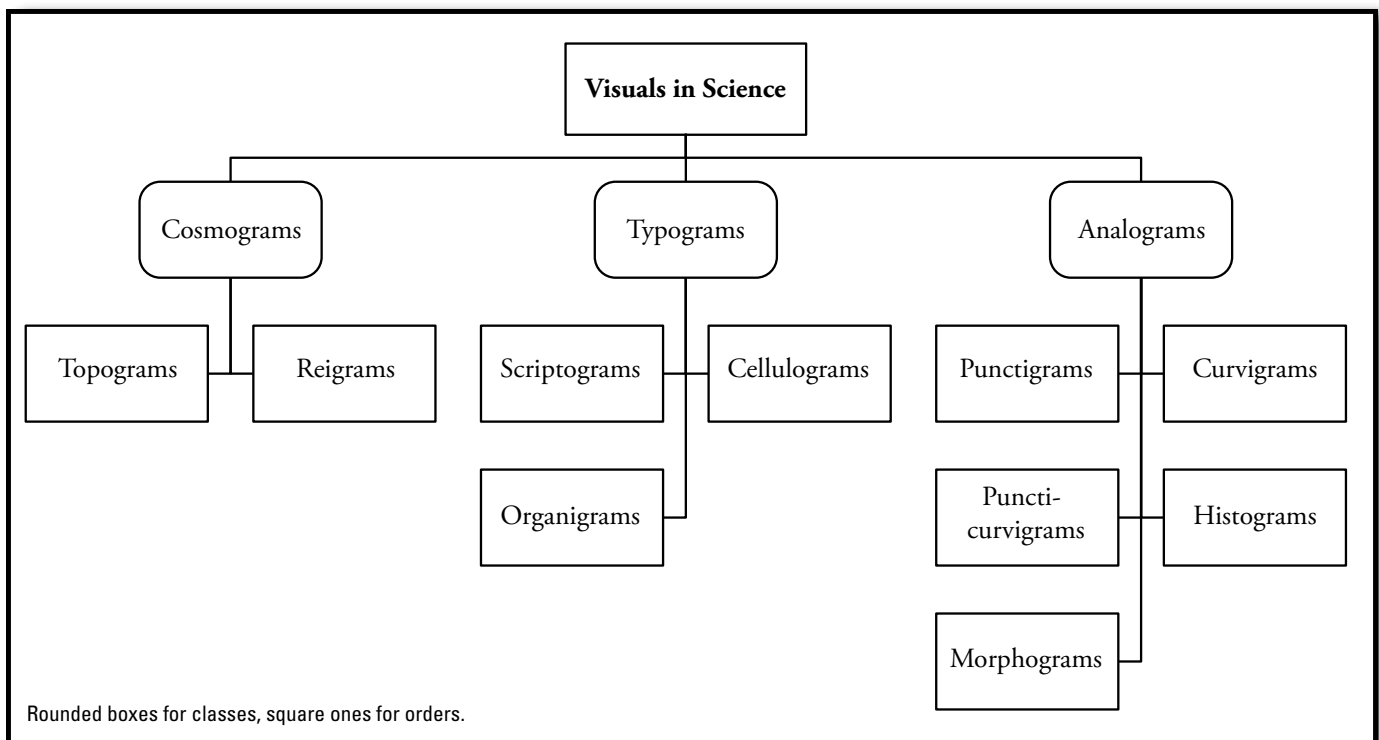 Visuals in Science
Cosmograms
Typograms
Analograms
Topograms
Reigrams
Scriptograms
Cellulograms
Punctigrams
Curvigrams
Organigrams
Puncti-
curvigrams
Histograms
Morphograms
Rounded boxes for classes, square ones for orders.